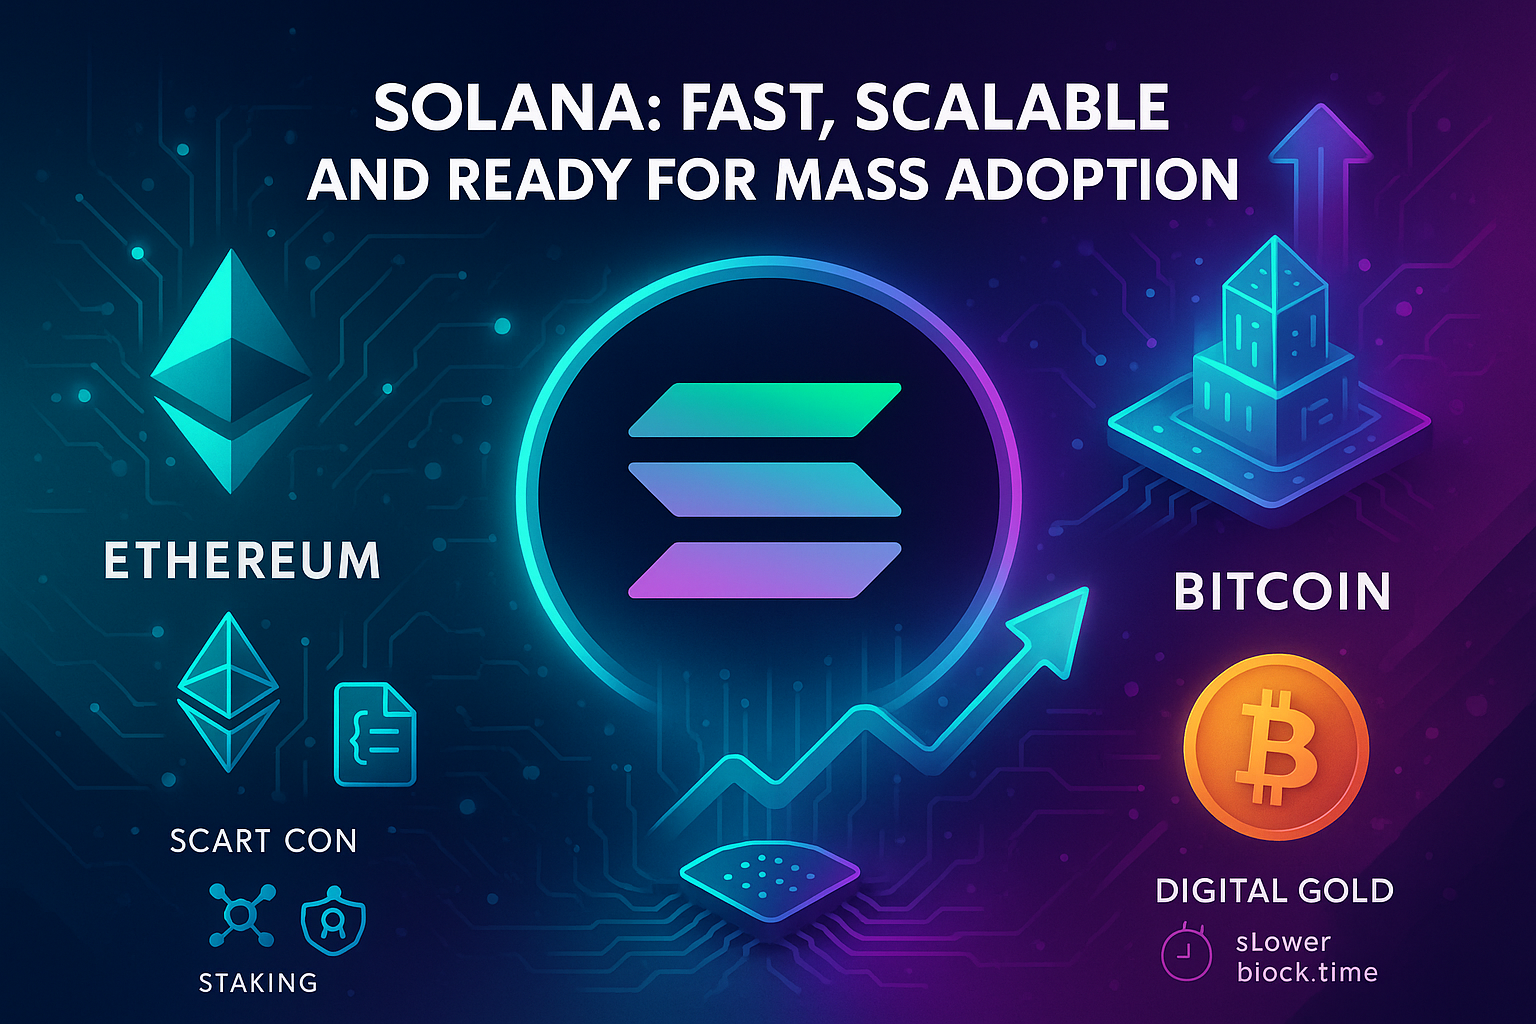 SOLANA: FAST, SCALABLE
AND READY FOR MASS ADOPTION
ETHEREUM
SCART CON
STAKING
BITCOIN
DIGITAL GOLD
sLower
biock.time